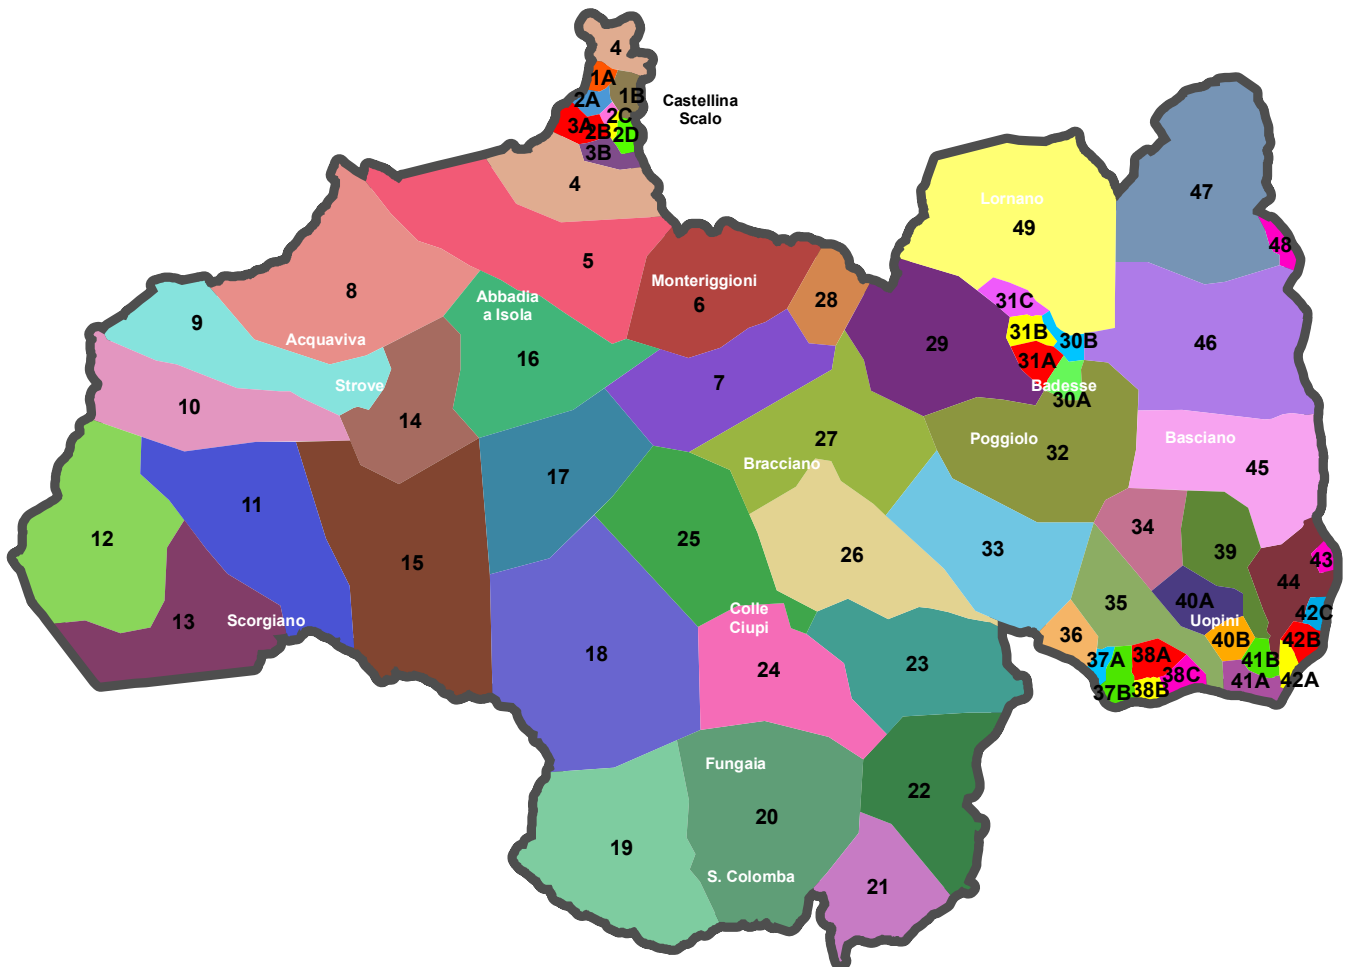 4
1A
1B
2A
Castellina
Scalo
2C
3A
2B
2D
3B
4
47
Lornano
49
48
5
Monteriggioni
6
8
Abbadia
a Isola
28
31C
9
31B
30B
29
46
Acquaviva
16
31A
7
Strove
Badesse
30A
10
14
27
Poggiolo
32
Basciano
Bracciano
45
17
11
34
12
25
33
26
39
43
15
44
40A
35
Colle
Ciupi
42C
13
Scorgiano
Uopini
36
40B
42B
18
23
38A
37A
41B
24
38C
41A
42A
37B
38B
Fungaia
22
20
19
S. Colomba
21